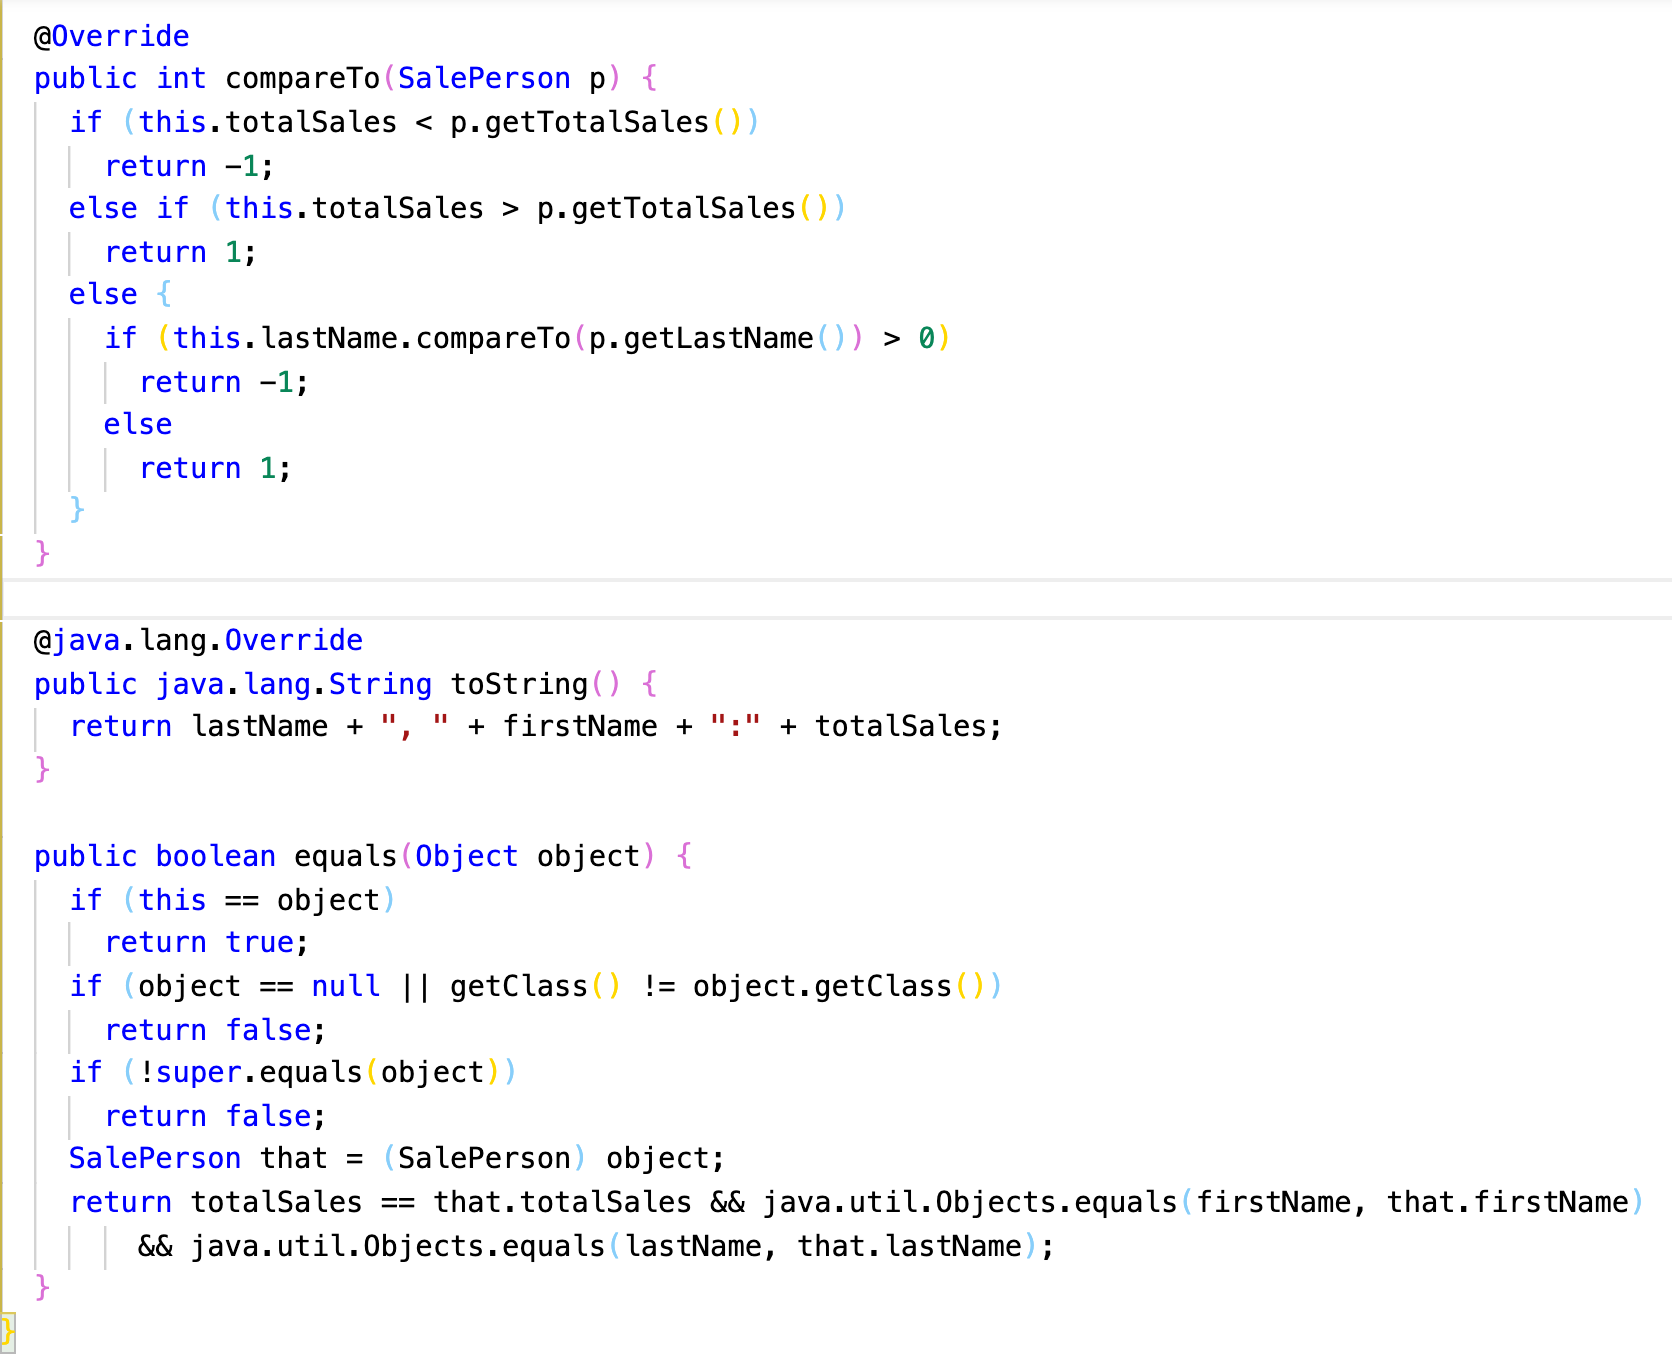 @Override
public int compareTo(SalePerson p) {
if (this.totalSales < p.getTotalSales())
return -1;
else if (this.totalSales > p.getTotalSales())
return 1;
else {
if (this.lastName.compareTo(p.getLastName()) > 0)
return -1;
else
return 1;
}
}
@java.lang.Override
public java.lang.String toString() {
return lastName + ", " + firstName + ":" + totalSales;
}
public boolean equals(Object object) {
if (this == object)
return true;
if (object == null || getClass() != object.getClass())
return false;
if (!super.equals(object))
return false;
SalePerson that = (SalePerson) object;
return totalSales == that.totalSales && java.util.Objects.equals(firstName, that.firstName)
&& java.util.Objects.equals(lastName, that.lastName);
}
}